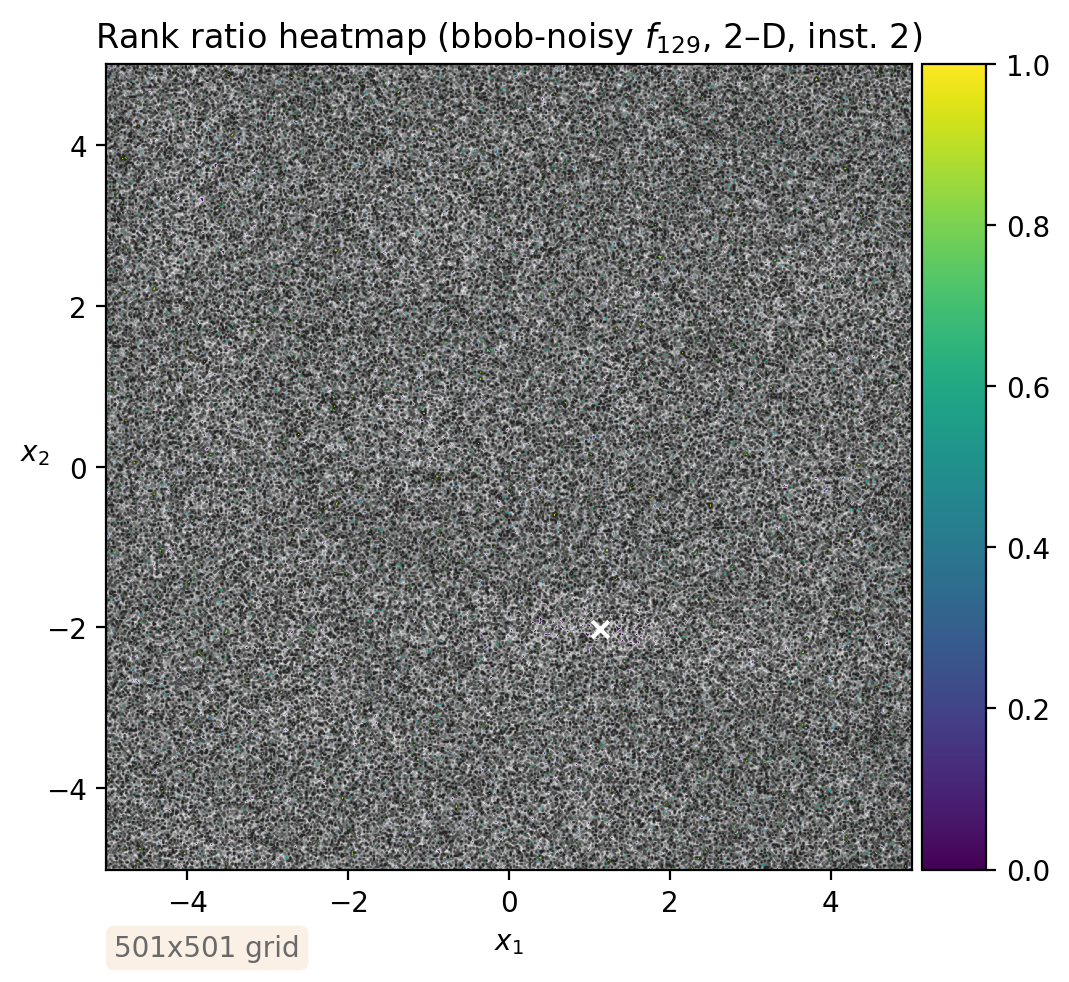 Rank ratio heatmap (bbob-noisy f₁₂₉, 2–D, inst. 2)
x₂
4
2
0
−2
−4
−4 −2 0 2 4
x₁
1.0
0.8
0.6
0.4
0.2
0.0
501x501 grid